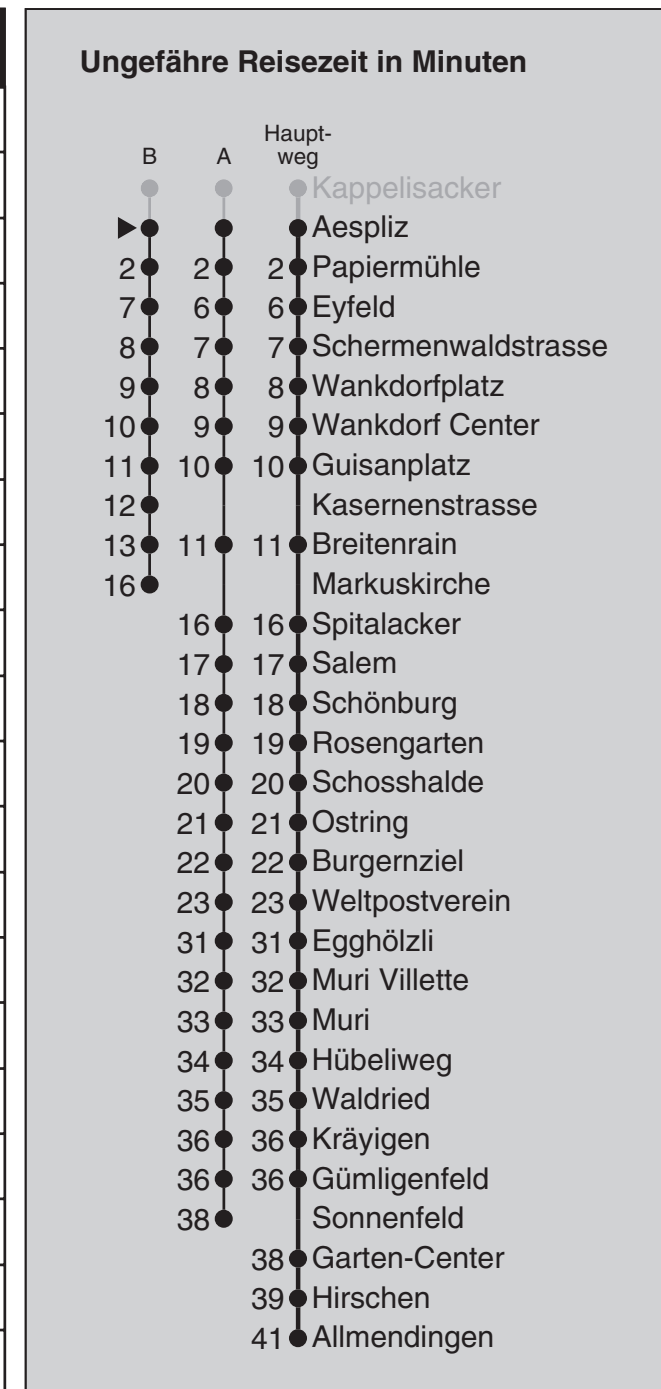 Ungefähre Reisezeit in Minuten
Haupt-
B A weg
Kappelisacker
Aespliz
2 2 2 Papiermühle
7 6 6 Eyfeld
8 7 7 Schermenwaldstrasse
9 8 8 Wankdorfplatz
10 9 9 Wankdorf Center
11 10 10 Guisanplatz
12 Kasernenstrasse
13 11 11 Breitenrain
16 Markuskirche
16 16 Spitalacker
17 17 Salem
18 18 Schönburg
19 19 Rosengarten
20 20 Schosshalde
21 21 Ostring
22 22 Burgernziel
23 23 Weltpostverein
31 31 Egghölzli
32 32 Muri Villette
33 33 Muri
34 34 Hübeliweg
35 35 Waldried
36 36 Kräyigen
36 36 Gümligenfeld
38 Sonnenfeld
38 Garten-Center
39 Hirschen
41 Allmendingen